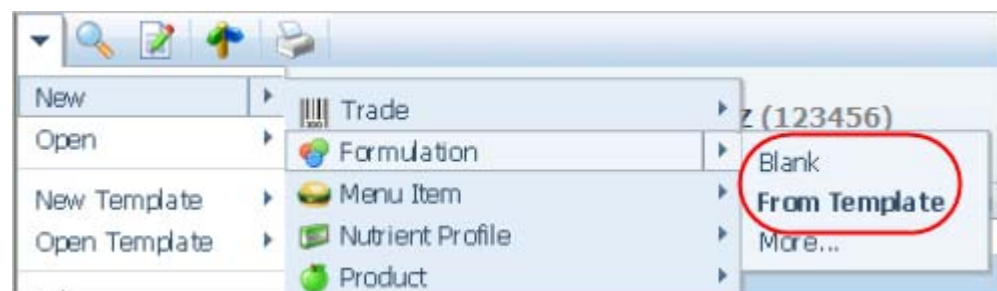 New
Open
New Template
Open Template
Trade
Formulation
Menu Item
Nutrient Profile
Product
z (123456)
Blank
From Template
More...